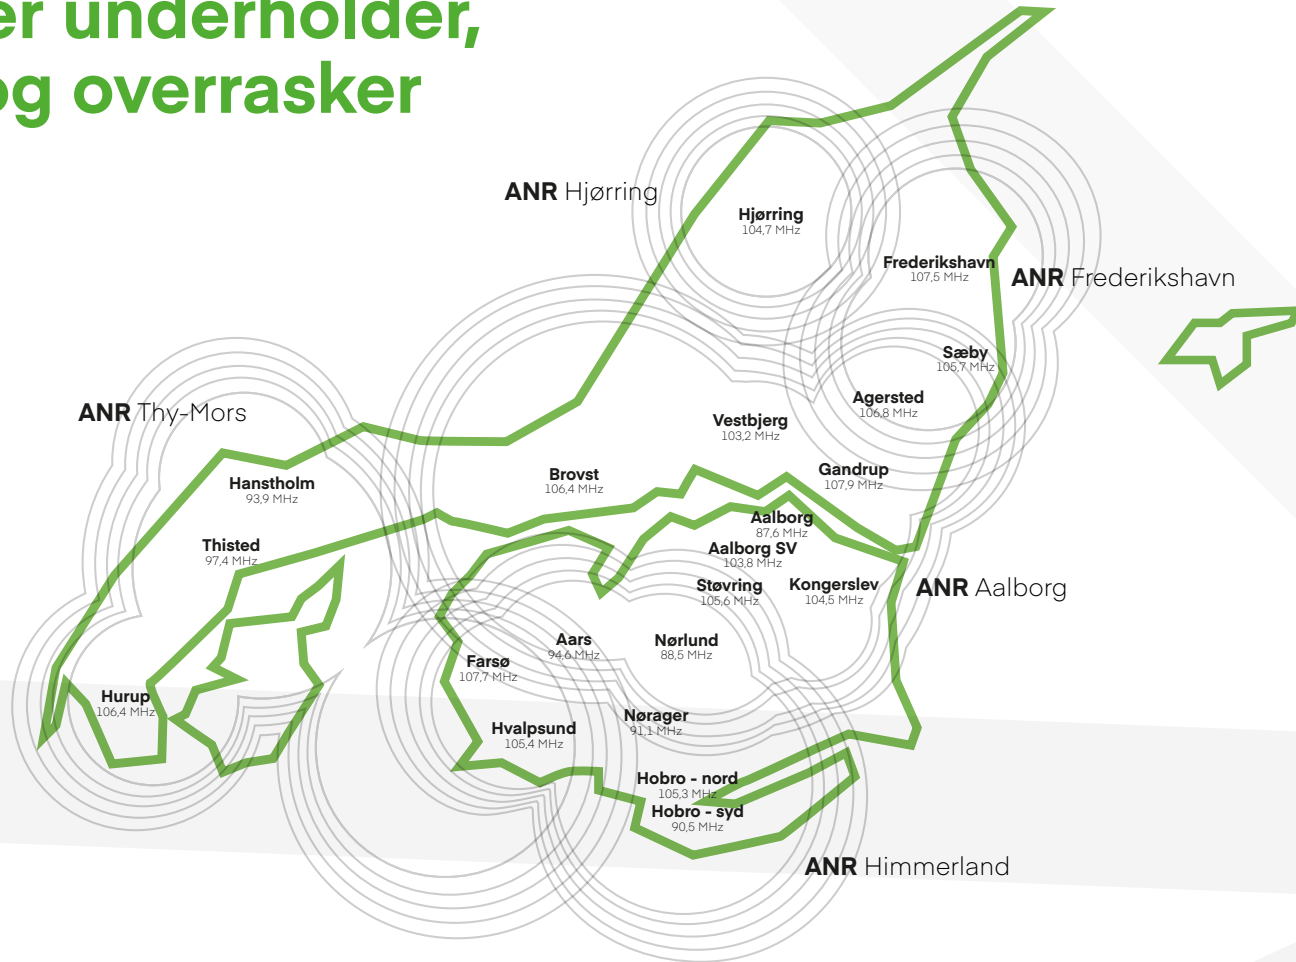 er underholder,
og overrasker
ANR Hjørring
Hjørring
104,7 MHz
Frederikshavn
107,5 MHz
ANR Frederikshavn
Sæby
105,7 MHz
Agersted
106,8 MHz
ANR Thy-Mors
Vestbjerg
103,2 MHz
Hanstholm
93,9 MHz
Brovst
106,4 MHz
Gandrup
107,9 MHz
Aalborg
87,6 MHz
Thisted
97,4 MHz
Aalborg SV
103,8 MHz
Støvring
105,6 MHz
Kongerslev
104,5 MHz
ANR Aalborg
Aars
94,6 MHz
Nørlund
88,5 MHz
Farsø
107,7 MHz
Hurup
106,4 MHz
Nørager
91,1 MHz
Hvalpsund
105,4 MHz
Hobro - nord
105,3 MHz
Hobro - syd
90,5 MHz
ANR Himmerland